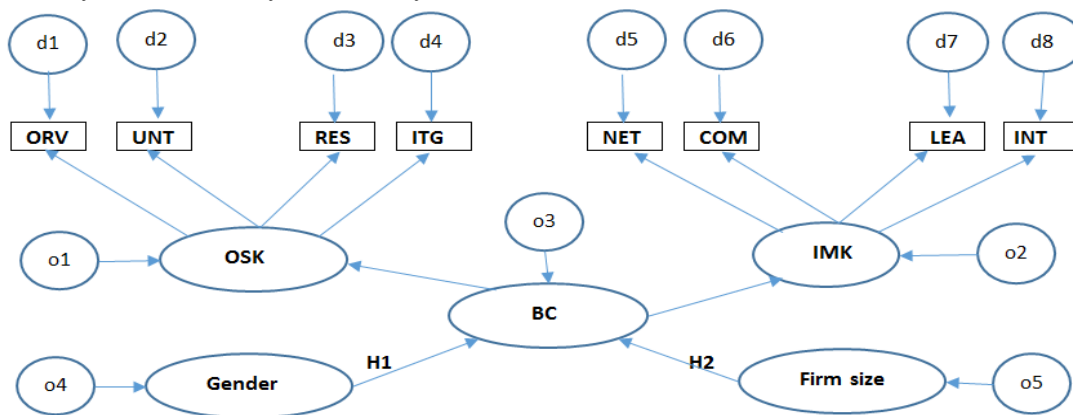 d1 d2 d3 d4 d5 d6 d7 d8
ORV UNT RES ITG NET COM LEA INT
o3
o1 OSK IMK o2
BC
H1 H2
o4 Gender Firm size o5